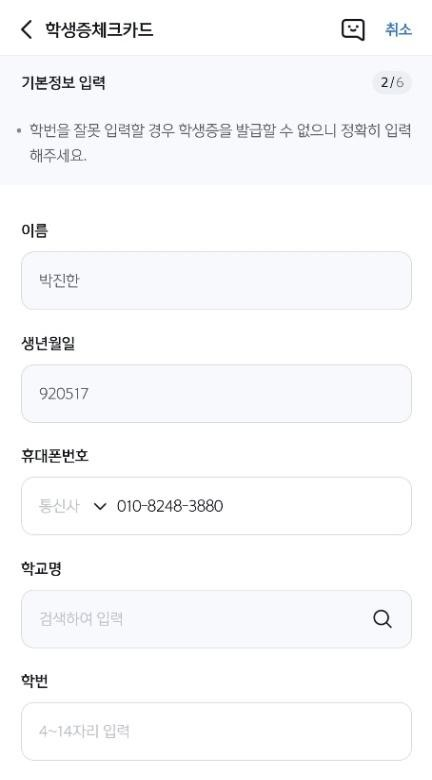 학생증체크카드
취소
기본정보 입력
2/6
• 학번을 잘못 입력할 경우 학생증을 발급할 수 없으니 정확히 입력
해주세요.
이름
박진한
생년월일
920517
휴대폰번호
통신사 010-8248-3880
학교명
검색하여 입력
학번
4~14자리 입력